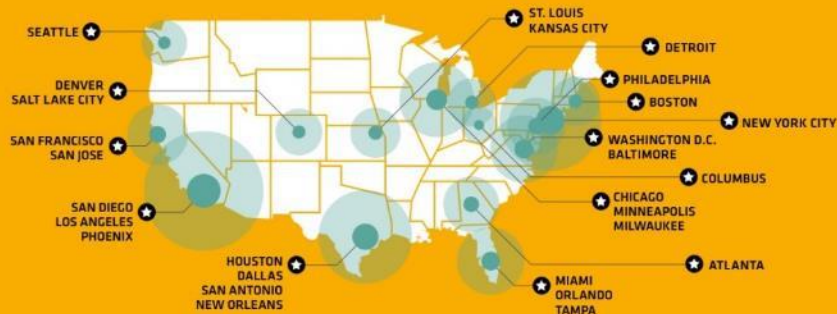 ST. LOUIS
KANSAS CITY
SEATTLE
DETROIT
DENVER
SALT LAKE CITY
PHILADELPHIA
BOSTON
NEW YORK CITY
SAN FRANCISCO
SAN JOSE
WASHINGTON D.C.
BALTIMORE
COLUMBUS
SAN DIEGO
LOS ANGELES
PHOENIX
CHICAGO
MINNEAPOLIS
MILWAUKEE
HOUSTON
DALLAS
SAN ANTONIO
NEW ORLEANS
ATLANTA
MIAMI
ORLANDO
TAMPA